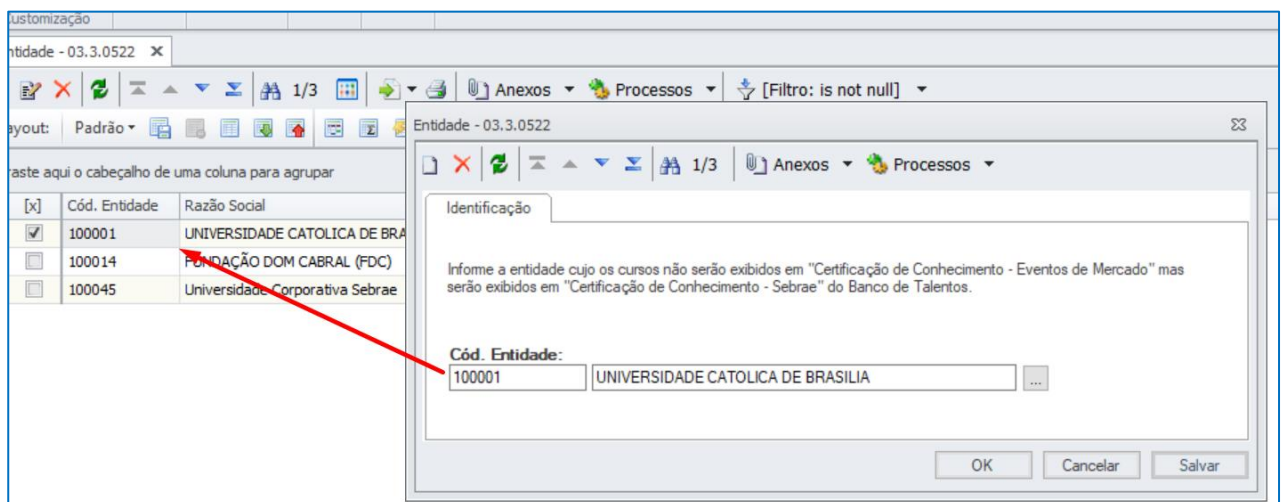 ustomização
ntidade - 03.3.0522
1/3 Anexos Processos [Filtro: is not null]
ayout: Padrão
raste aqui o cabeçalho de uma coluna para agrupar
[x] Cód. Entidade Razão Social
100001 UNIVERSIDADE CATOLICA DE BRA
100014 FUNDAÇÃO DOM CABRAL (FDC)
100045 Universidade Corporativa Sebrae
Entidade - 03.3.0522
1/3 Anexos Processos
Identificação
Informe a entidade cujo os cursos não serão exibidos em "Certificação de Conhecimento - Eventos de Mercado" mas
serão exibidos em "Certificação de Conhecimento - Sebrae" do Banco de Talentos.
Cód. Entidade:
100001 UNIVERSIDADE CATOLICA DE BRASILIA ...
OK Cancelar Salvar